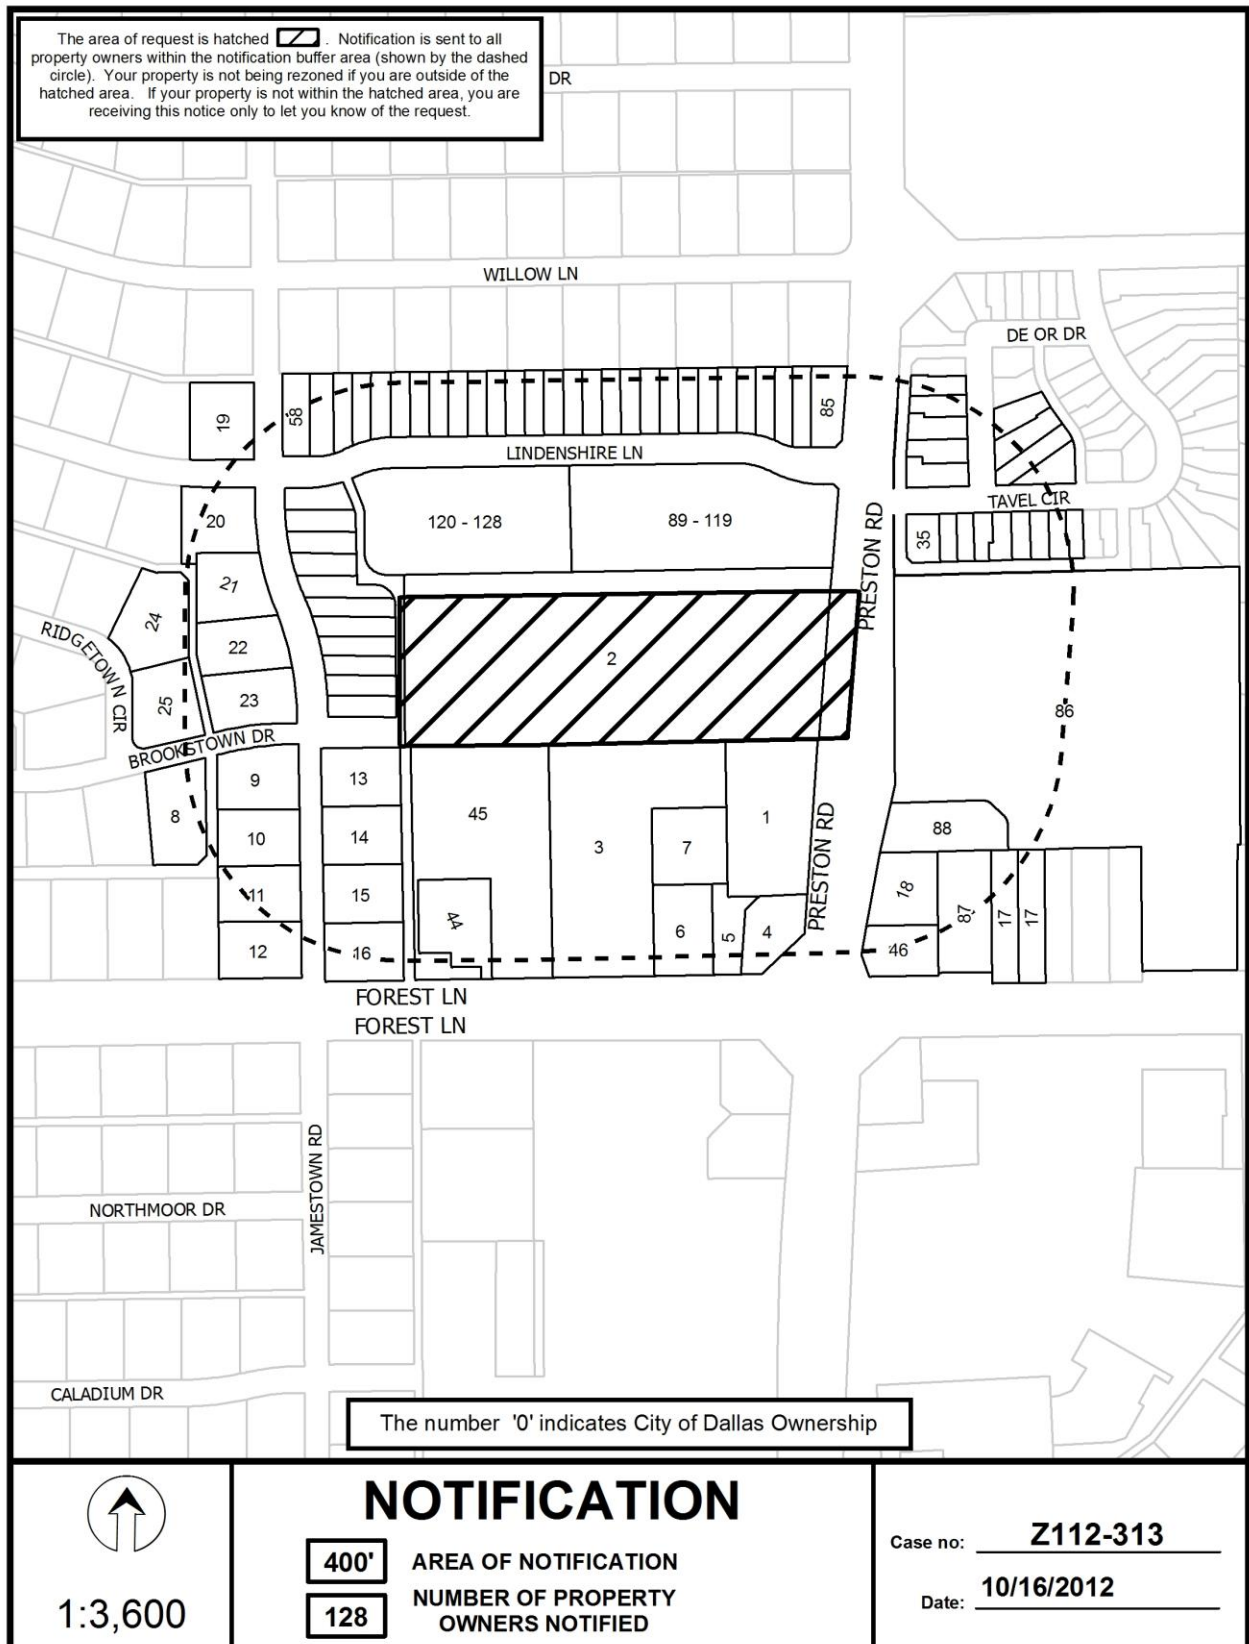 The area of request is hatched . Notification is sent to all
property owners within the notification buffer area (shown by the dashed
circle). Your property is not being rezoned if you are outside of the
hatched area. If your property is not within the hatched area, you are
receiving this notice only to let you know of the request.
DR
WILLOW LN
DE OR DR
19
58
85
LINDENSHIRE LN
TAVEL CIR
20
120 - 128
89 - 119
PRESTON RD
35
21
24
22
2
RIDGETOWN CIR
23
25
86
BROOKSTOWN DR
9
13
8
45
1
88
10
14
3
7
PRESTON RD
11
15
44
18
87
17
17
6
5
4
12
16
46
FOREST LN
FOREST LN
JAMESTOWN RD
NORTHMOOR DR
CALADIUM DR
The number '0' indicates City of Dallas Ownership
1:3,600
NOTIFICATION
400' AREA OF NOTIFICATION
128 NUMBER OF PROPERTY
OWNERS NOTIFIED
Case no: Z112-313
Date: 10/16/2012